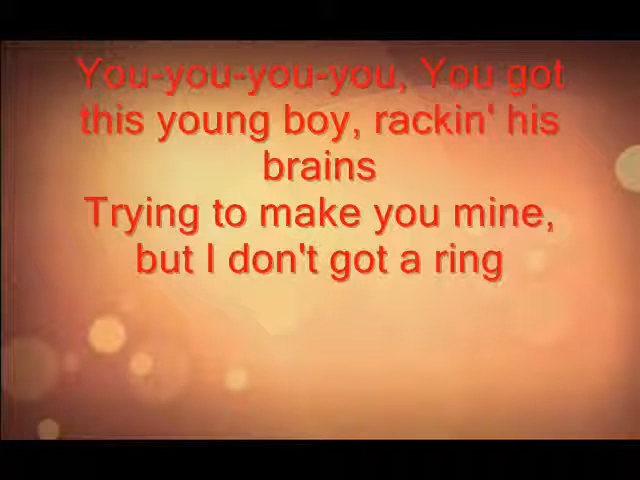 You-you-you-you, You got
this young boy, rackin' his
brains
Trying to make you mine,
but I don't got a ring